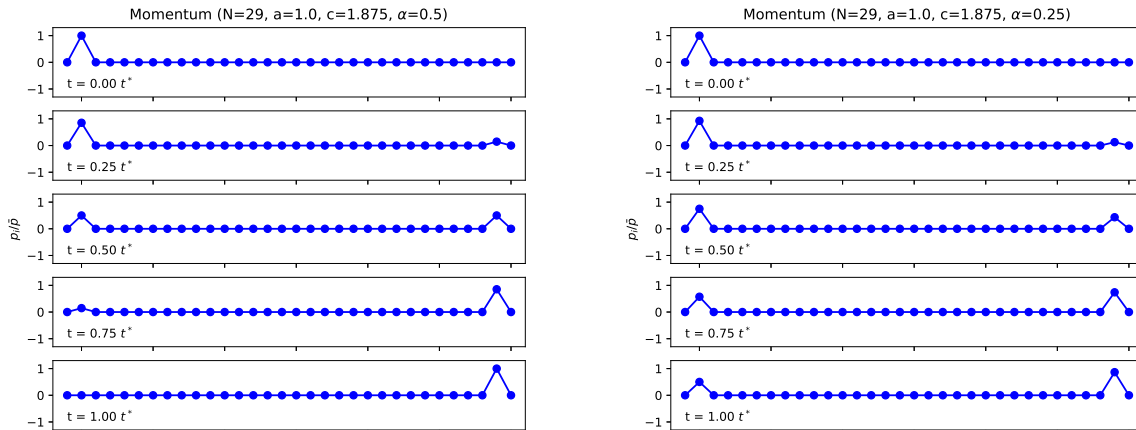 Momentum (N=29, a=1.0, c=1.875, α=0.5)
1
0
−1
t = 0.00 t*
1
0
−1
t = 0.25 t*
1
0
−1
t = 0.50 t*
p_i/p̄
1
0
−1
t = 0.75 t*
1
0
−1
t = 1.00 t*
Momentum (N=29, a=1.0, c=1.875, α=0.25)
1
0
−1
t = 0.00 t*
1
0
−1
t = 0.25 t*
1
0
−1
t = 0.50 t*
p_i/p̄
1
0
−1
t = 0.75 t*
1
0
−1
t = 1.00 t*